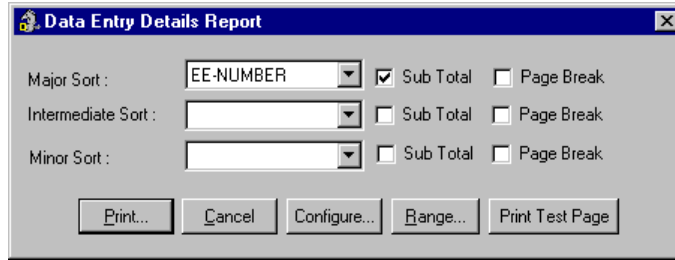 Data Entry Details Report
Major Sort : EE-NUMBER Sub Total Page Break
Intermediate Sort : Sub Total Page Break
Minor Sort : Sub Total Page Break
Print... Cancel Configure... Range... Print Test Page